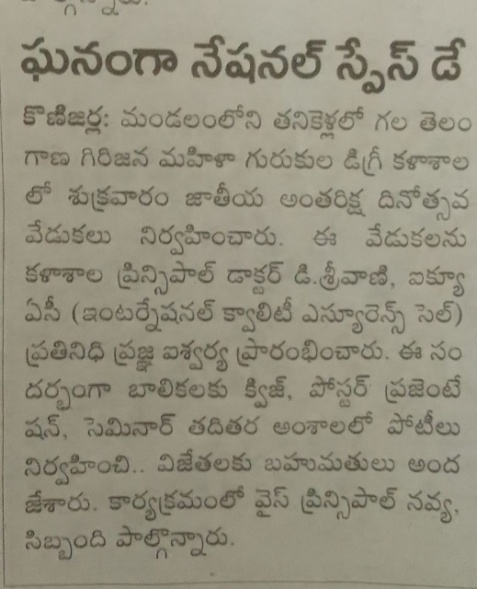 ఘనంగా నేషనల్ స్పేస్ డే
కొణిజర్ల: మండలంలోని తనికెళ్లలో గల తెలం
గాణ గిరిజన మహిళా గురుకుల డిగ్రీ కళాశాల
లో శుక్రవారం జాతీయ అంతరిక్ష దినోత్సవ
వేడుకలు నిర్వహించారు. ఈ వేడుకలను
కళాశాల ప్రిన్సిపాల్ డాక్టర్ డి.శ్రీవాణి, ఐక్యూ
ఏసీ (ఇంటర్నేషనల్ క్వాలిటీ ఎస్యూరెన్స్ సెల్)
ప్రతినిధి ప్రజ్ఞ ఐశ్వర్య ప్రారంభించారు. ఈ సం
దర్భంగా బాలికలకు క్విజ్, పోస్టర్ ప్రజెంటే
షన్, సెమినార్ తదితర అంశాలలో పోటీలు
నిర్వహించి.. విజేతలకు బహుమతులు అంద
జేశారు. కార్యక్రమంలో వైస్ ప్రిన్సిపాల్ నవ్య,
సిబ్బంది పాల్గొన్నారు.